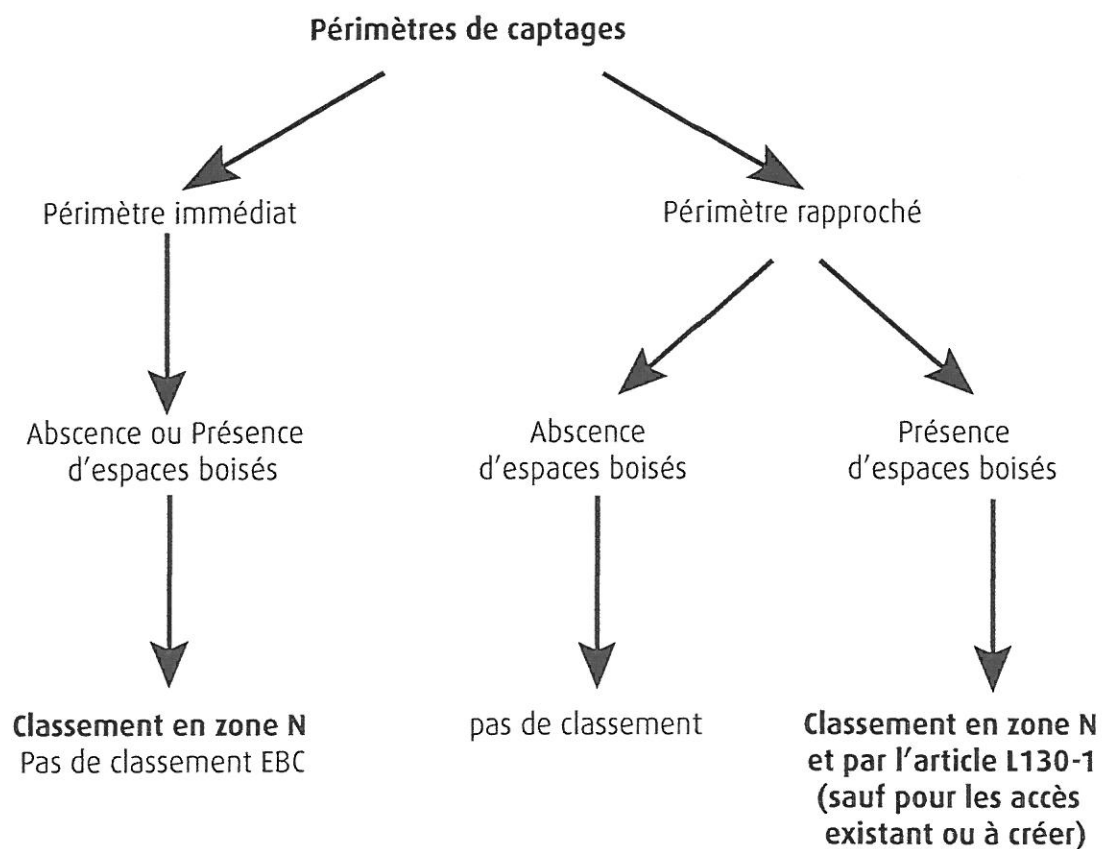 Périmètres de captages
Périmètre immédiat
Périmètre rapproché
Abscence ou Présence
d'espaces boisés
Abscence
d'espaces boisés
Présence
d'espaces boisés
Classement en zone N
Pas de classement EBC
pas de classement
Classement en zone N
et par l'article L130-1
(sauf pour les accès
existant ou à créer)